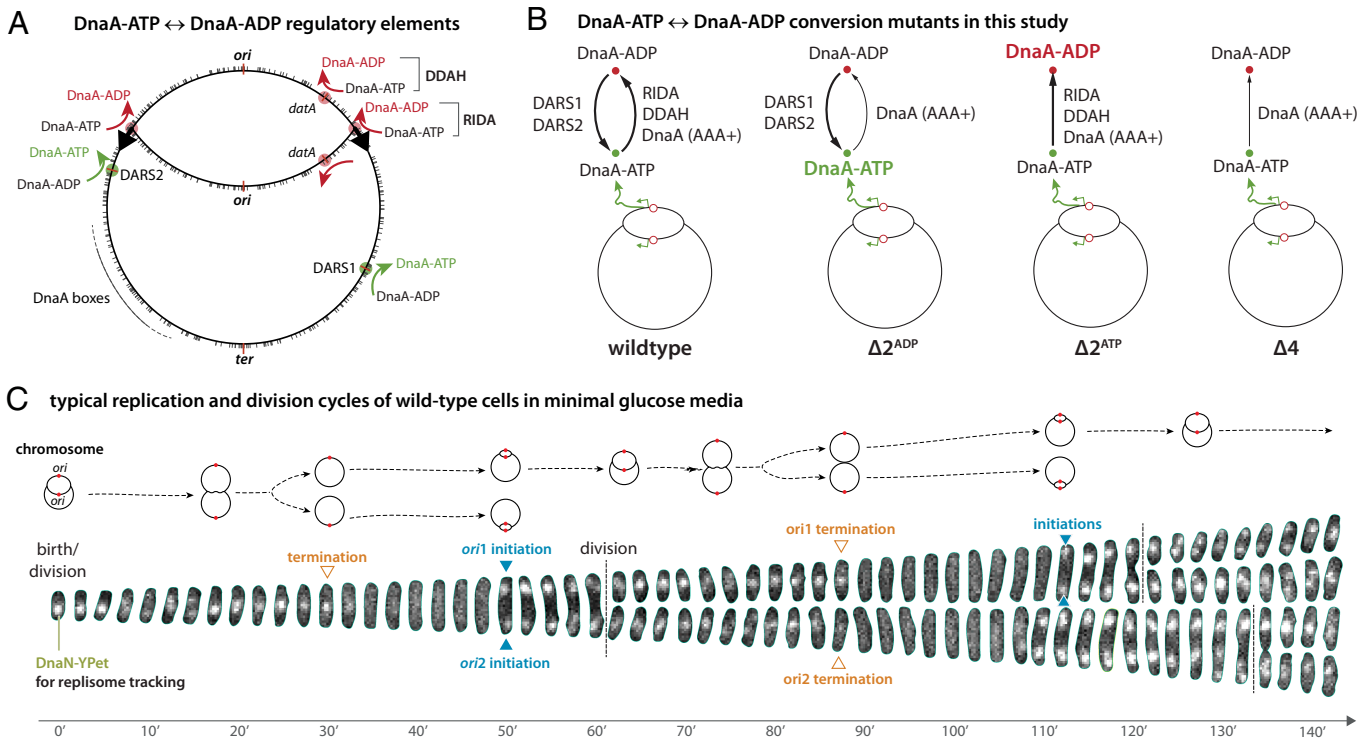 A
DnaA-ATP ↔ DnaA-ADP regulatory elements
ori
DnaA-ADP
DnaA-ATP
DDAH
datA
DnaA-ADP
DnaA-ATP
RIDA
DnaA-ADP
DnaA-ATP
DnaA-ATP
DnaA-ADP
DARS2
datA
ori
DARS1
DnaA-ATP
DnaA-ADP
DnaA boxes
ter
B
DnaA-ATP ↔ DnaA-ADP conversion mutants in this study
DnaA-ADP
DARS1
DARS2
RIDA
DDAH
DnaA (AAA+)
DnaA-ATP
wildtype
DnaA-ADP
DARS1
DARS2
DnaA (AAA+)
DnaA-ATP
Δ2ᴬᴰᴾ
DnaA-ADP
RIDA
DDAH
DnaA (AAA+)
DnaA-ATP
Δ2ᴬᵀᴾ
DnaA-ADP
DnaA (AAA+)
DnaA-ATP
Δ4
C
typical replication and division cycles of wild-type cells in minimal glucose media
chromosome
ori
ori
birth/
division
termination
ori1 initiation
division
ori1 termination
initiations
DnaN-YPet
for replisome tracking
ori2 initiation
ori2 termination
0′ 10′ 20′ 30′ 40′ 50′ 60′ 70′ 80′ 90′ 100′ 110′ 120′ 130′ 140′